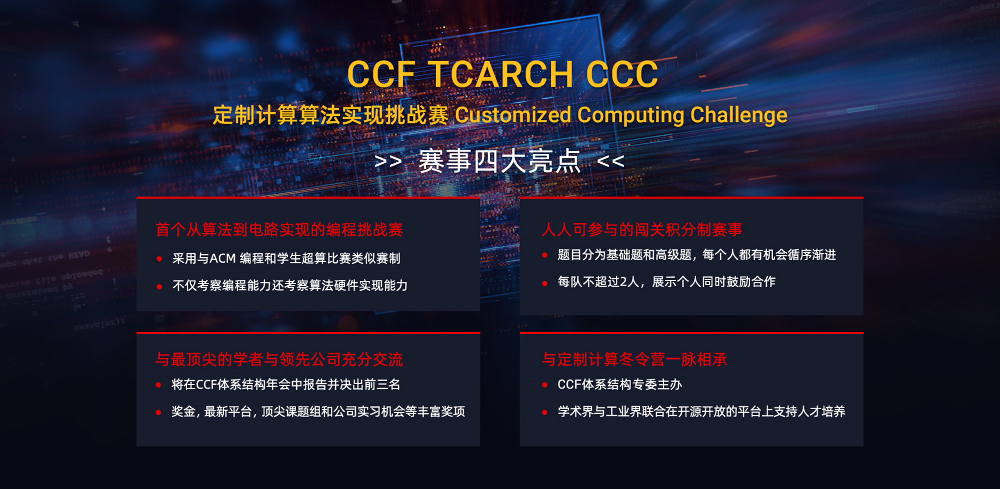 CCF TCARCH CCC
定制计算算法实现挑战赛 Customized Computing Challenge
>> 赛事四大亮点 <<
首个从算法到电路实现的编程挑战赛
采用与ACM 编程和学生超算比赛类似赛制
不仅考察编程能力还考察算法硬件实现能力
人人可参与的闯关积分制赛事
题目分为基础题和高级题，每个人都有机会循序渐进
每队不超过2人，展示个人同时鼓励合作
与最顶尖的学者与领先公司充分交流
将在CCF体系结构年会中报告并决出前三名
奖金，最新平台，顶尖课题组和公司实习机会等丰富奖项
与定制计算冬令营一脉相承
CCF体系结构专委主办
学术界与工业界联合在开源开放的平台上支持人才培养